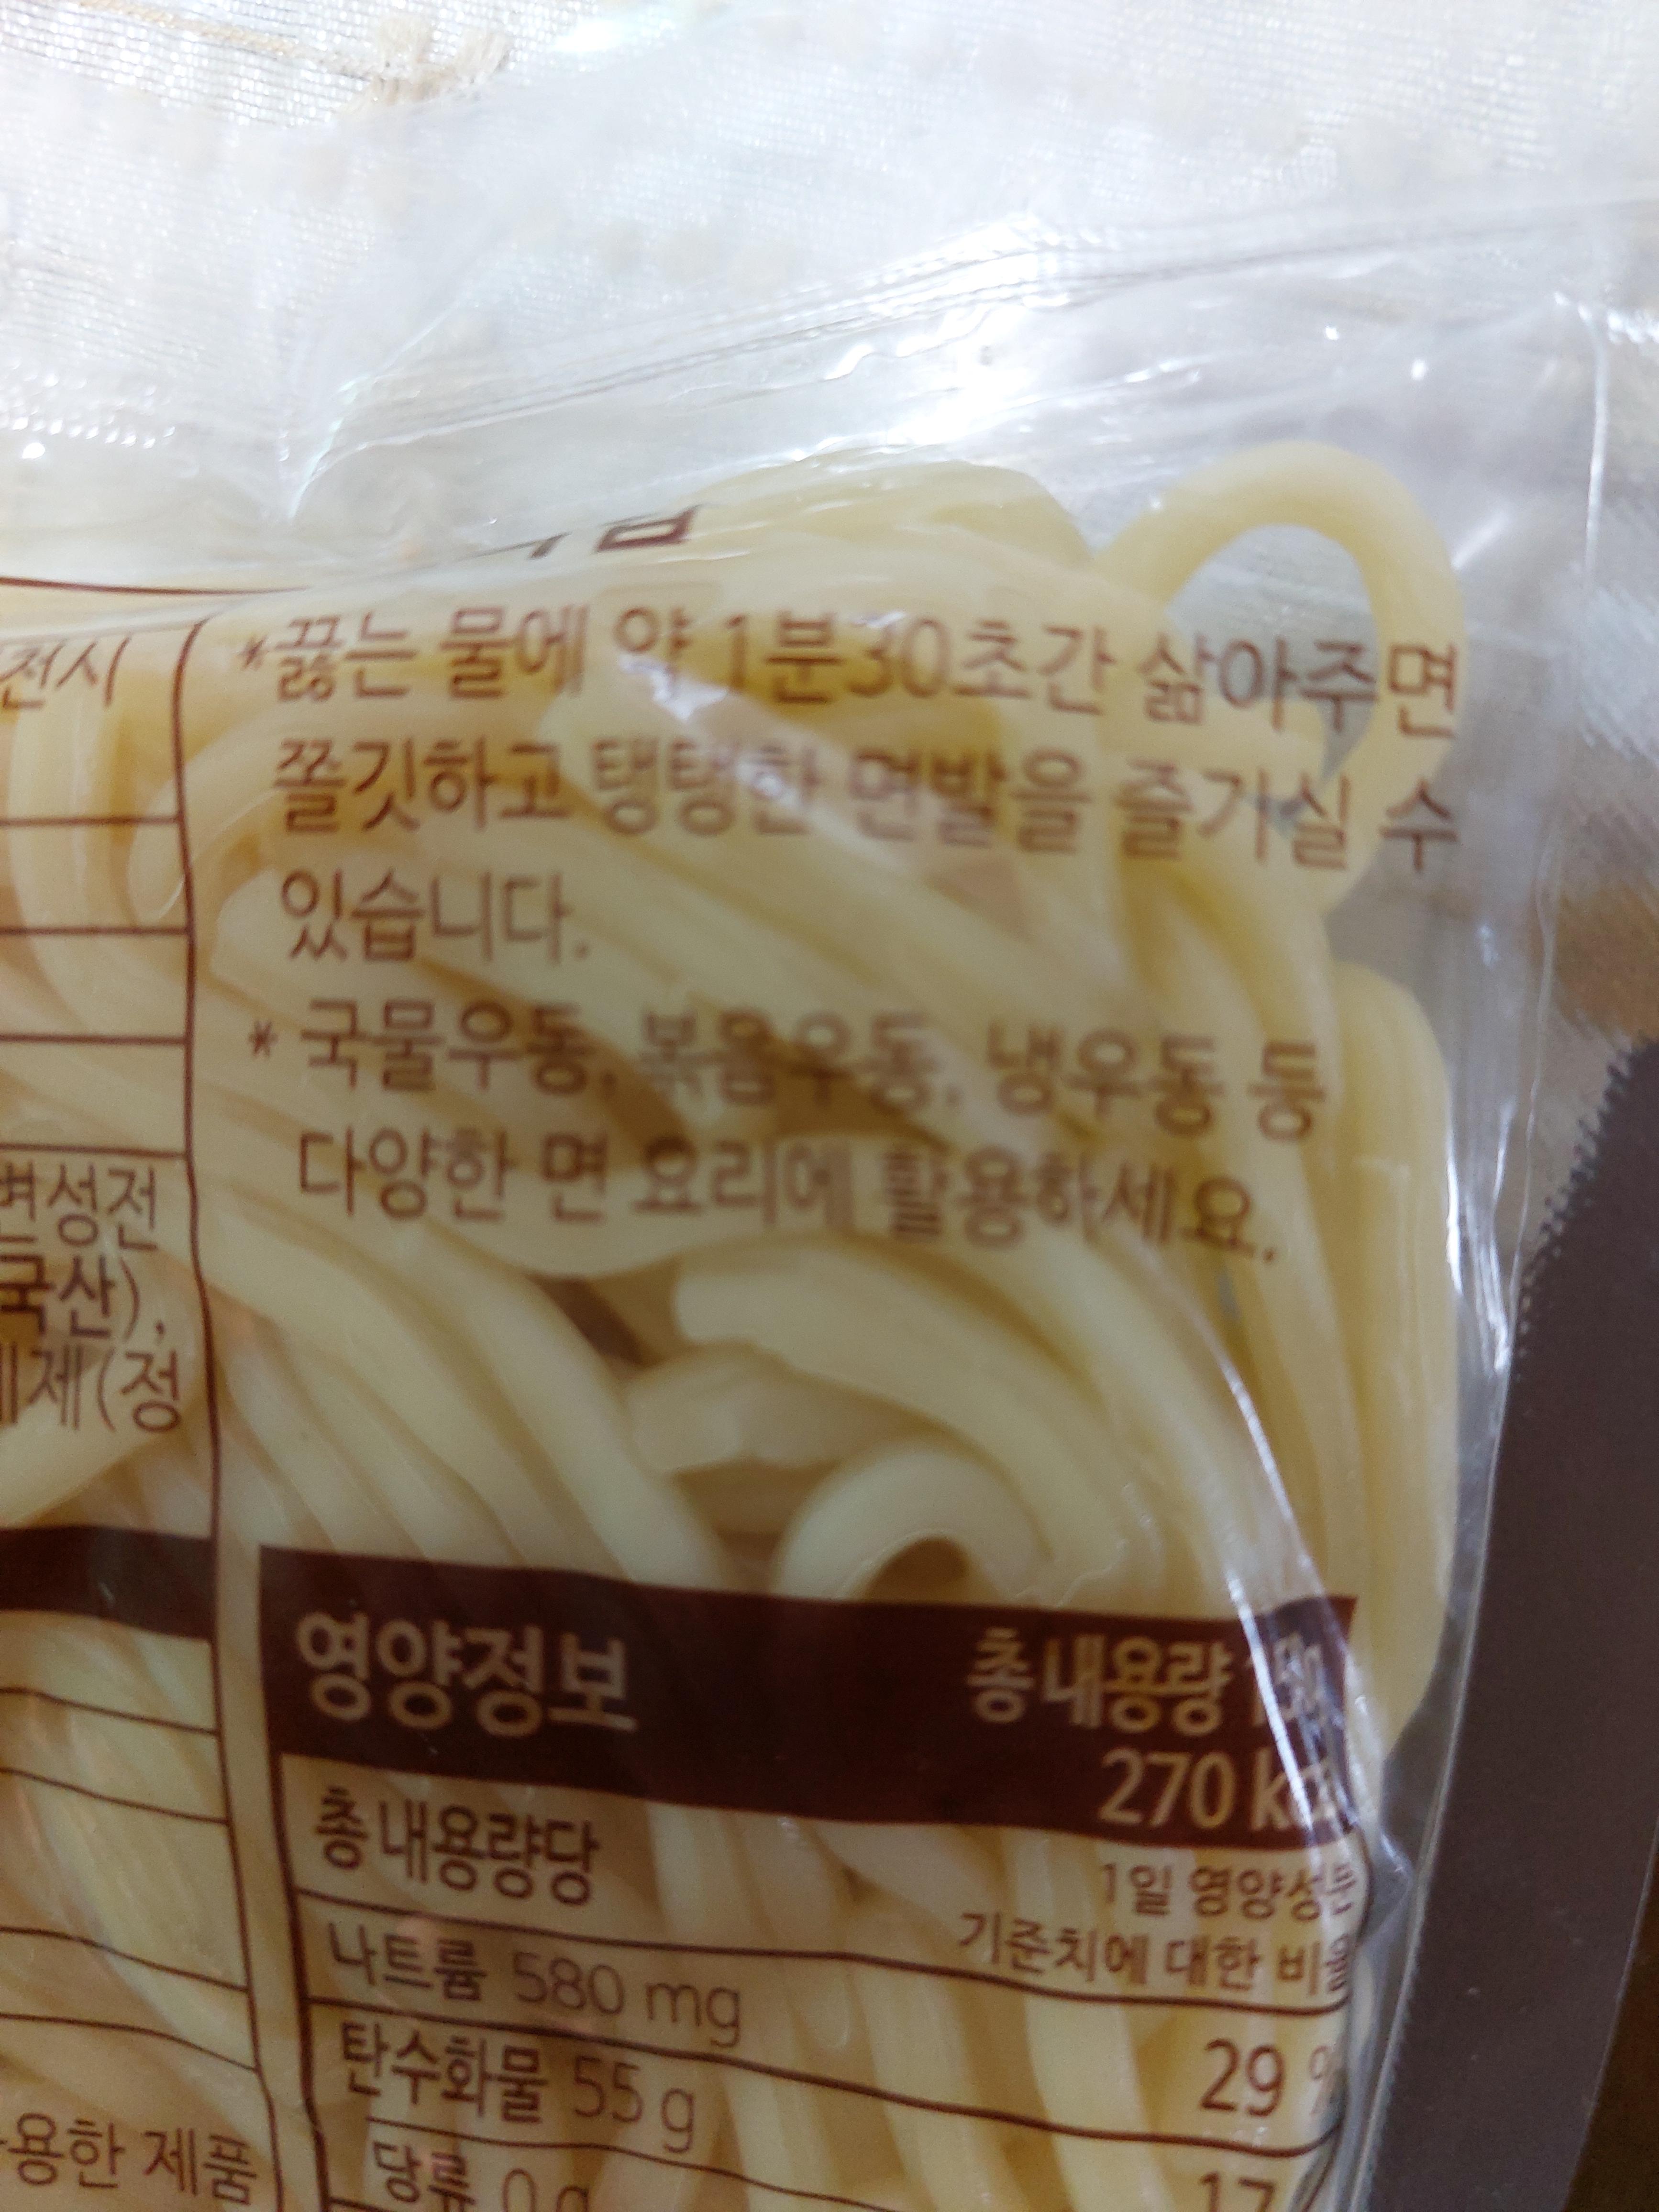 *끓는 물에 약 1분30초간 삶아주면
쫄깃하고 탱탱한 면발을 즐기실 수
있습니다.
* 국물우동, 볶음우동, 냉우동 등
다양한 면 요리에 활용하세요.
전시
변성전
국산),
제(정
용한 제품
영양정보
총 내용량
270
총 내용량당
1일 영양성분
기준치에 대한 비율
나트륨 580 mg
29 %
탄수화물 55 g
17
당류 0 g